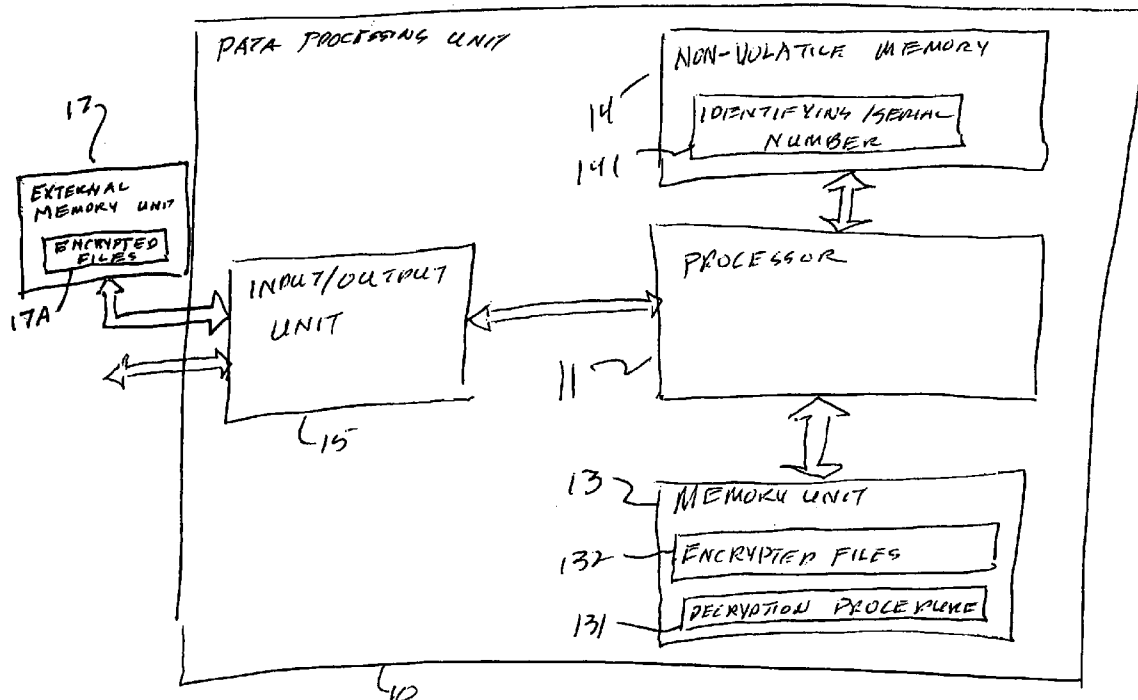 DATA PROCESSING UNIT
NON-VOLATILE MEMORY
14
IDENTIFYING/SERIAL
NUMBER
141
17
EXTERNAL
MEMORY UNIT
ENCRYPTED
FILES
17A
INPUT/OUTPUT
UNIT
15
PROCESSOR
11
13
MEMORY UNIT
132
ENCRYPTED FILES
131
DECRYPTION PROCEDURE
10